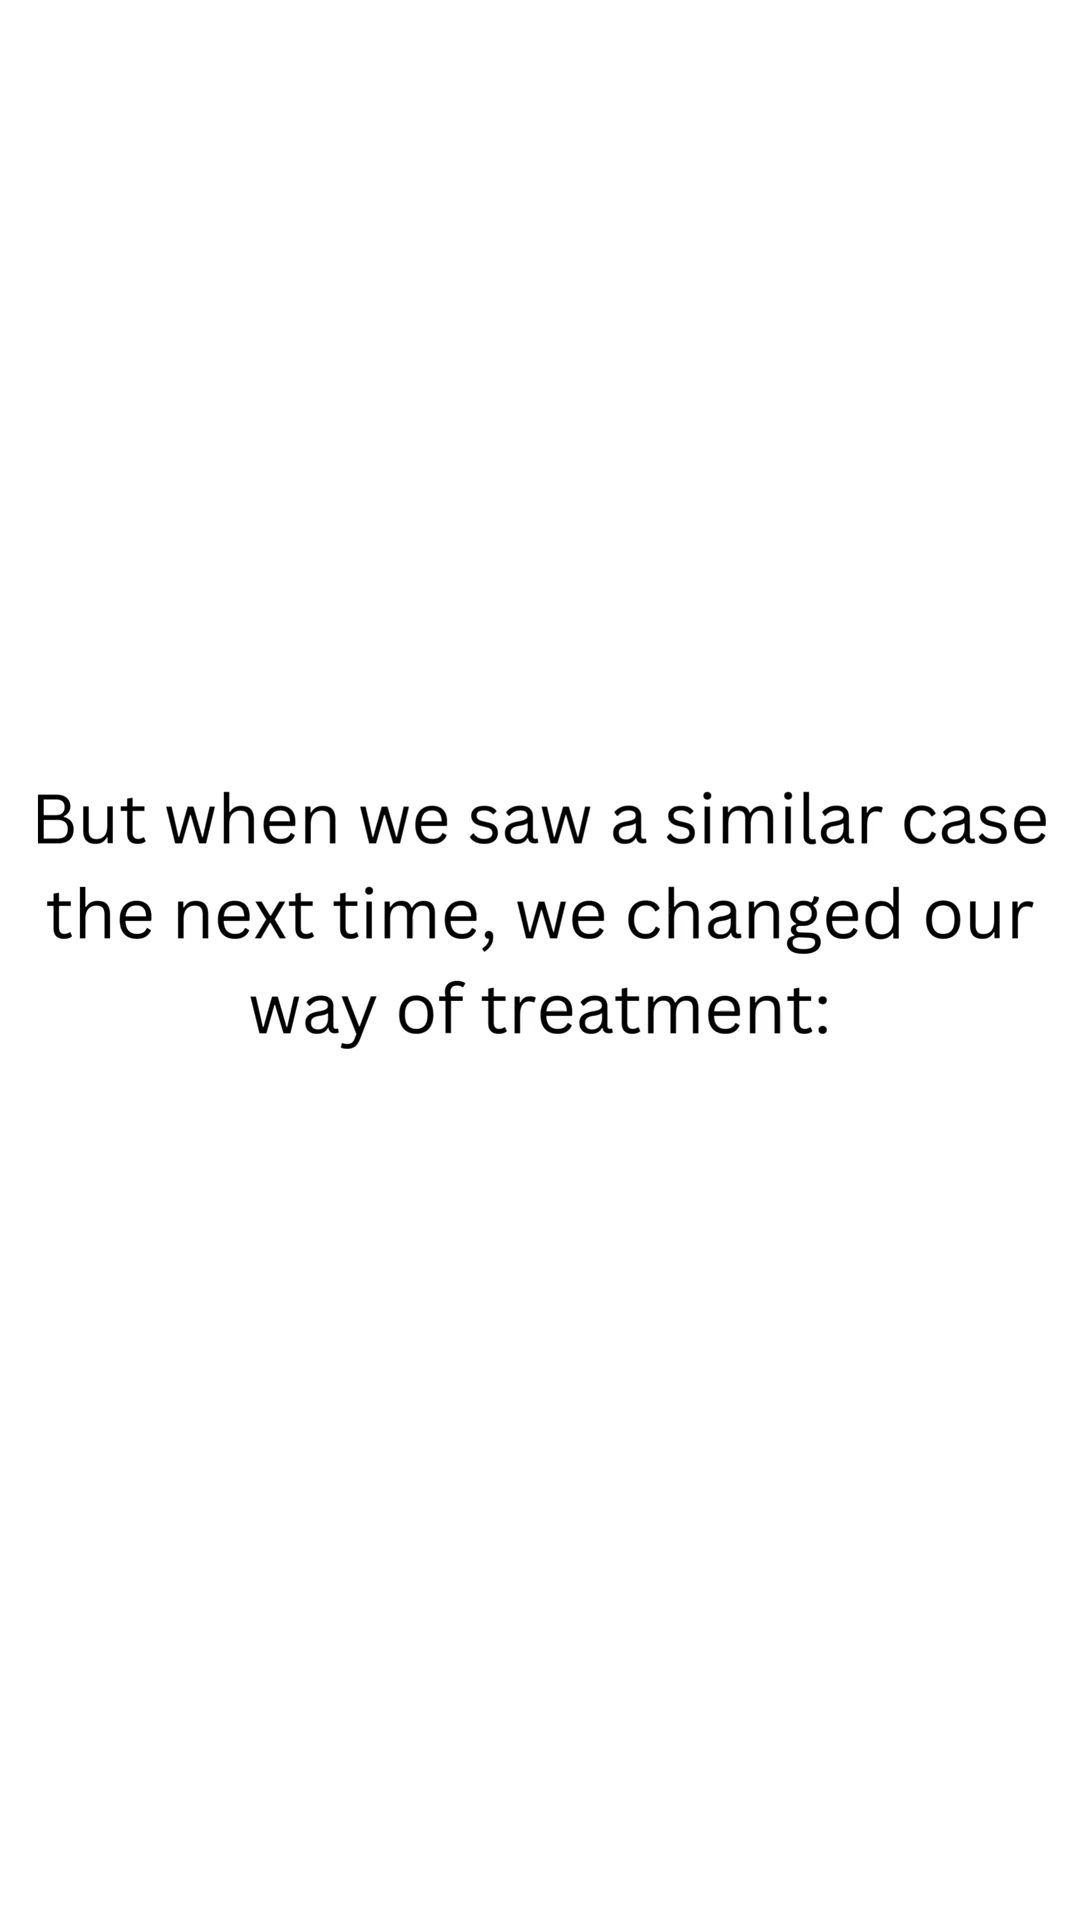 But when we saw a similar case
the next time, we changed our
way of treatment: